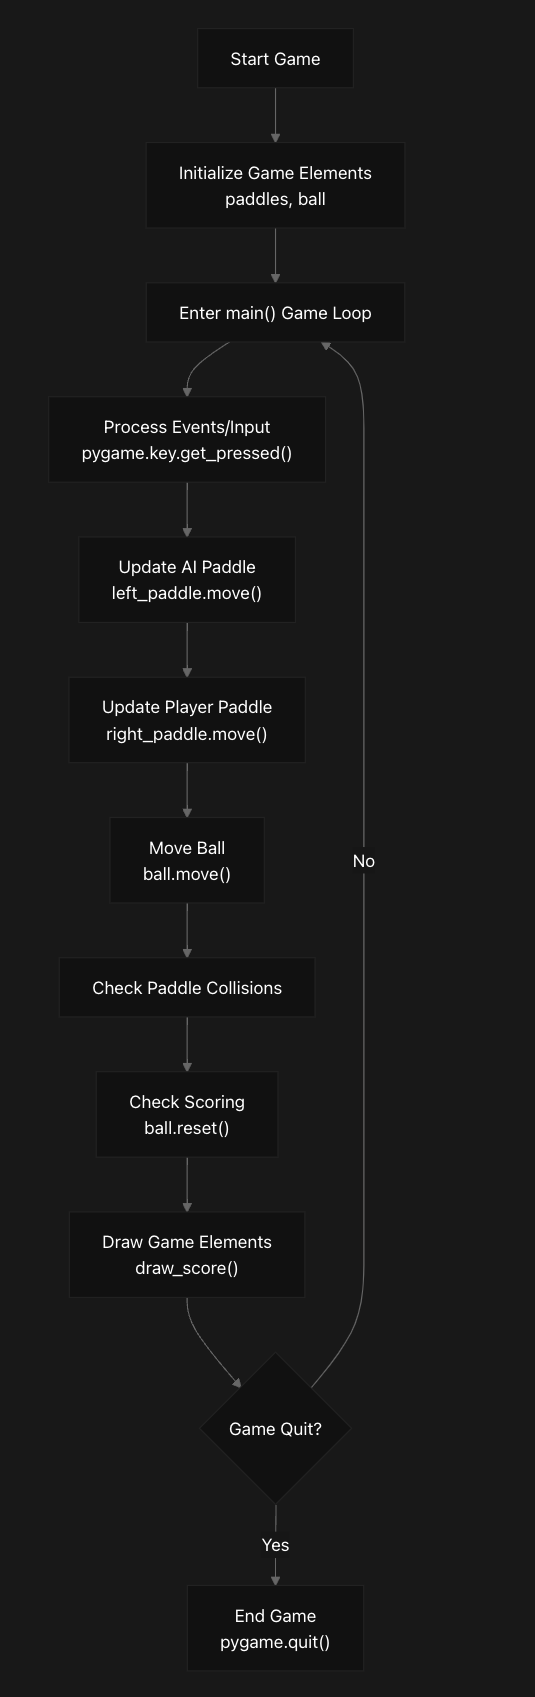 Start Game
Initialize Game Elements
paddles, ball
Enter main() Game Loop
Process Events/Input
pygame.key.get_pressed()
Update AI Paddle
left_paddle.move()
Update Player Paddle
right_paddle.move()
Move Ball
ball.move()
No
Check Paddle Collisions
Check Scoring
ball.reset()
Draw Game Elements
draw_score()
Game Quit?
Yes
End Game
pygame.quit()